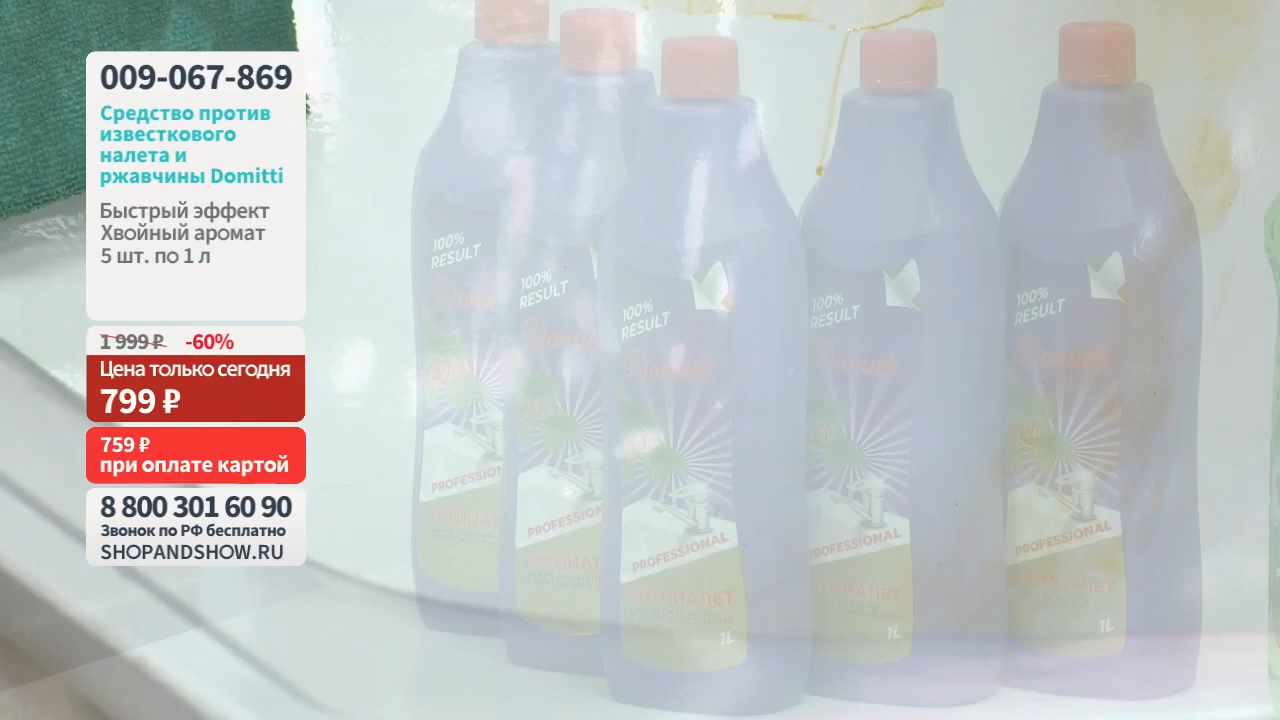 009-067-869
Средство против
известкового
налета и
ржавчины Domitti
Быстрый эффект
Хвойный аромат
5 шт. по 1 л
1 999 ₽ -60%
Цена только сегодня
799 ₽
759 ₽
при оплате картой
8 800 301 60 90
Звонок по РФ бесплатно
SHOPANDSHOW.RU
100%
RESULT
100%
RESULT
100%
RESULT
100%
RESULT
100%
RESULT
PROFESSIONAL
PROFESSIONAL
PROFESSIONAL
PROFESSIONAL
1L
1L
1L